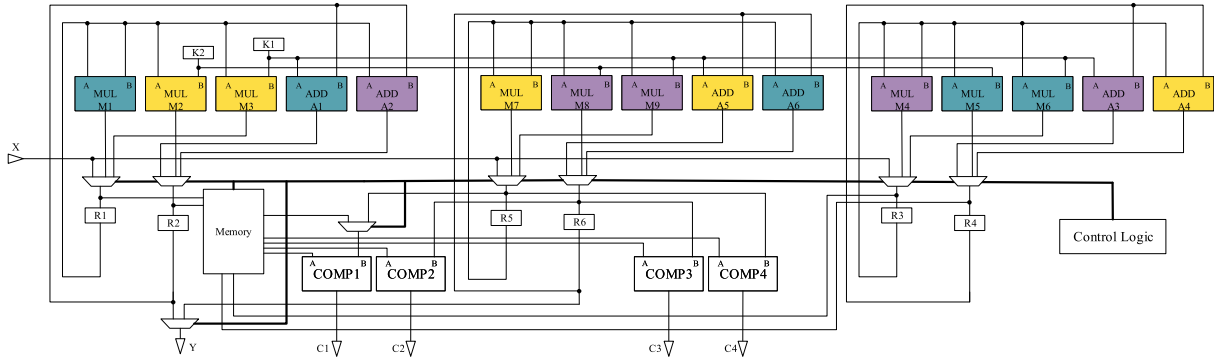 K2 K1
A B A B A B A B A B A B A B A B A B A B A B A B A B A B A B
MUL MUL MUL ADD ADD MUL MUL MUL ADD ADD MUL MUL MUL ADD ADD
M1 M2 M3 A1 A2 M7 M8 M9 A5 A6 M4 M5 M6 A3 A4
X
R1 R2 R5 R6 R3 R4
Memory Control Logic
A B A B A B A B
COMP1 COMP2 COMP3 COMP4
Y C1 C2 C3 C4